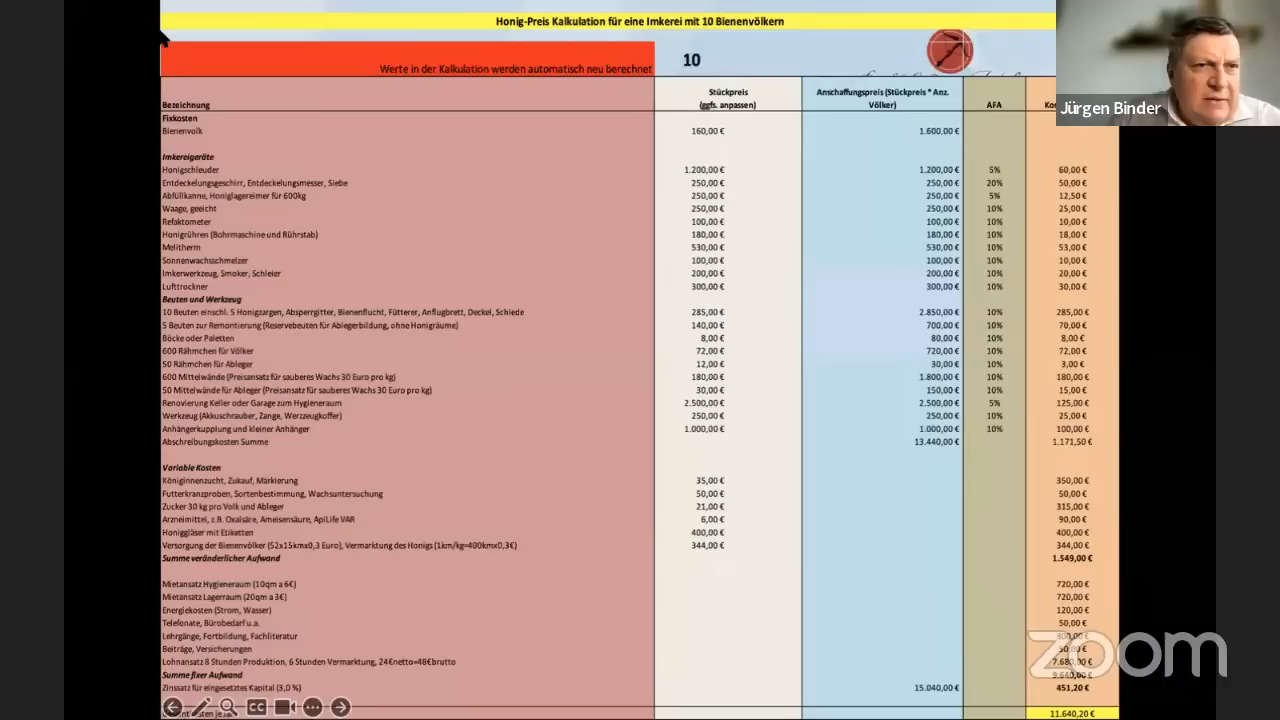 Honig-Preis Kalkulation für eine Imkerei mit 10 Bienenvölkern
Werte in der Kalkulation werden automatisch neu berechnet 10
Jürgen Binder
Bezeichnung Stückpreis (ggfs. anpassen) Anschaffungspreis (Stückpreis * Anz. Völker) AFA
Fixkosten
Bienenvolk 160,00 € 1.600,00 €
Imkereigeräte
Honigschleuder 1.200,00 € 1.200,00 € 5% 60,00 €
Entdeckelungsgeschirr, Entdeckelungsmesser, Siebe 250,00 € 250,00 € 20% 50,00 €
Abfüllkanne, Honiglagereimer für 600kg 250,00 € 250,00 € 5% 12,50 €
Waage, geeicht 250,00 € 250,00 € 10% 25,00 €
Refaktometer 100,00 € 100,00 € 10% 10,00 €
Honigrühren (Bohrmaschine und Rührstab) 180,00 € 180,00 € 10% 18,00 €
Melitherm 530,00 € 530,00 € 10% 53,00 €
Sonnenwachsschmelzer 100,00 € 100,00 € 10% 10,00 €
Imkerwerkzeug, Smoker, Schleier 200,00 € 200,00 € 10% 20,00 €
Lufttrockner 300,00 € 300,00 € 10% 30,00 €
Beuten und Werkzeug
10 Beuten einschl. 5 Honigzargen, Absperrgitter, Bienenflucht, Fütterer, Anflugbrett, Deckel, Schiede 285,00 € 2.850,00 € 10% 285,00 €
5 Beuten zur Remontierung (Reservebeuten für Ablegerbildung, ohne Honigräume) 140,00 € 700,00 € 10% 70,00 €
Böcke oder Paletten 8,00 € 80,00 € 10% 8,00 €
600 Rähmchen für Völker 72,00 € 720,00 € 10% 72,00 €
50 Rähmchen für Ableger 12,00 € 30,00 € 10% 3,00 €
600 Mittelwände (Preisansatz für sauberes Wachs 30 Euro pro kg) 180,00 € 1.800,00 € 10% 180,00 €
50 Mittelwände für Ableger (Preisansatz für sauberes Wachs 30 Euro pro kg) 30,00 € 150,00 € 10% 15,00 €
Renovierung Keller oder Garage zum Hygieneraum 2.500,00 € 2.500,00 € 5% 125,00 €
Werkzeug (Akkuschrauber, Zange, Werzzeugkoffer) 250,00 € 250,00 € 10% 25,00 €
Anhängerkupplung und kleiner Anhänger 1.000,00 € 1.000,00 € 10% 100,00 €
Abschreibungskosten Summe 13.440,00 € 1.171,50 €
Variable Kosten
Königinnenzucht, Zukauf, Markierung 35,00 € 350,00 €
Futterkranzproben, Sortenbestimmung, Wachsuntersuchung 50,00 € 50,00 €
Zucker 30 kg pro Volk und Ableger 21,00 € 315,00 €
Arzneimittel, z.B. Oxalsäre, Ameisensäure, ApiLife VAR 6,00 € 90,00 €
Honiggläser mit Etiketten 400,00 € 400,00 €
Versorgung der Bienenvölker (52x15kmx0,3 Euro), Vermarktung des Honigs (1km/kg=400kmx0,3€) 344,00 € 344,00 €
Summe veränderlicher Aufwand 1.549,00 €
Mietansatz Hygieneraum (10qm a 6€) 720,00 €
Mietansatz Lagerraum (20qm a 3€) 720,00 €
Energiekosten (Strom, Wasser) 120,00 €
Telefonate, Bürobedarf u.a. 50,00 €
Lehrgänge, Fortbildung, Fachliteratur 300,00 €
Beiträge, Versicherungen 50,00 €
Lohnansatz 8 Stunden Produktion, 6 Stunden Vermarktung, 24€netto=48€brutto 7.680,00 €
Summe fixer Aufwand 9.640,00 €
Zinssatz für eingesetztes Kapital (3,0 %) 15.040,00 € 451,20 €
11.640,20 €
CC
zoom